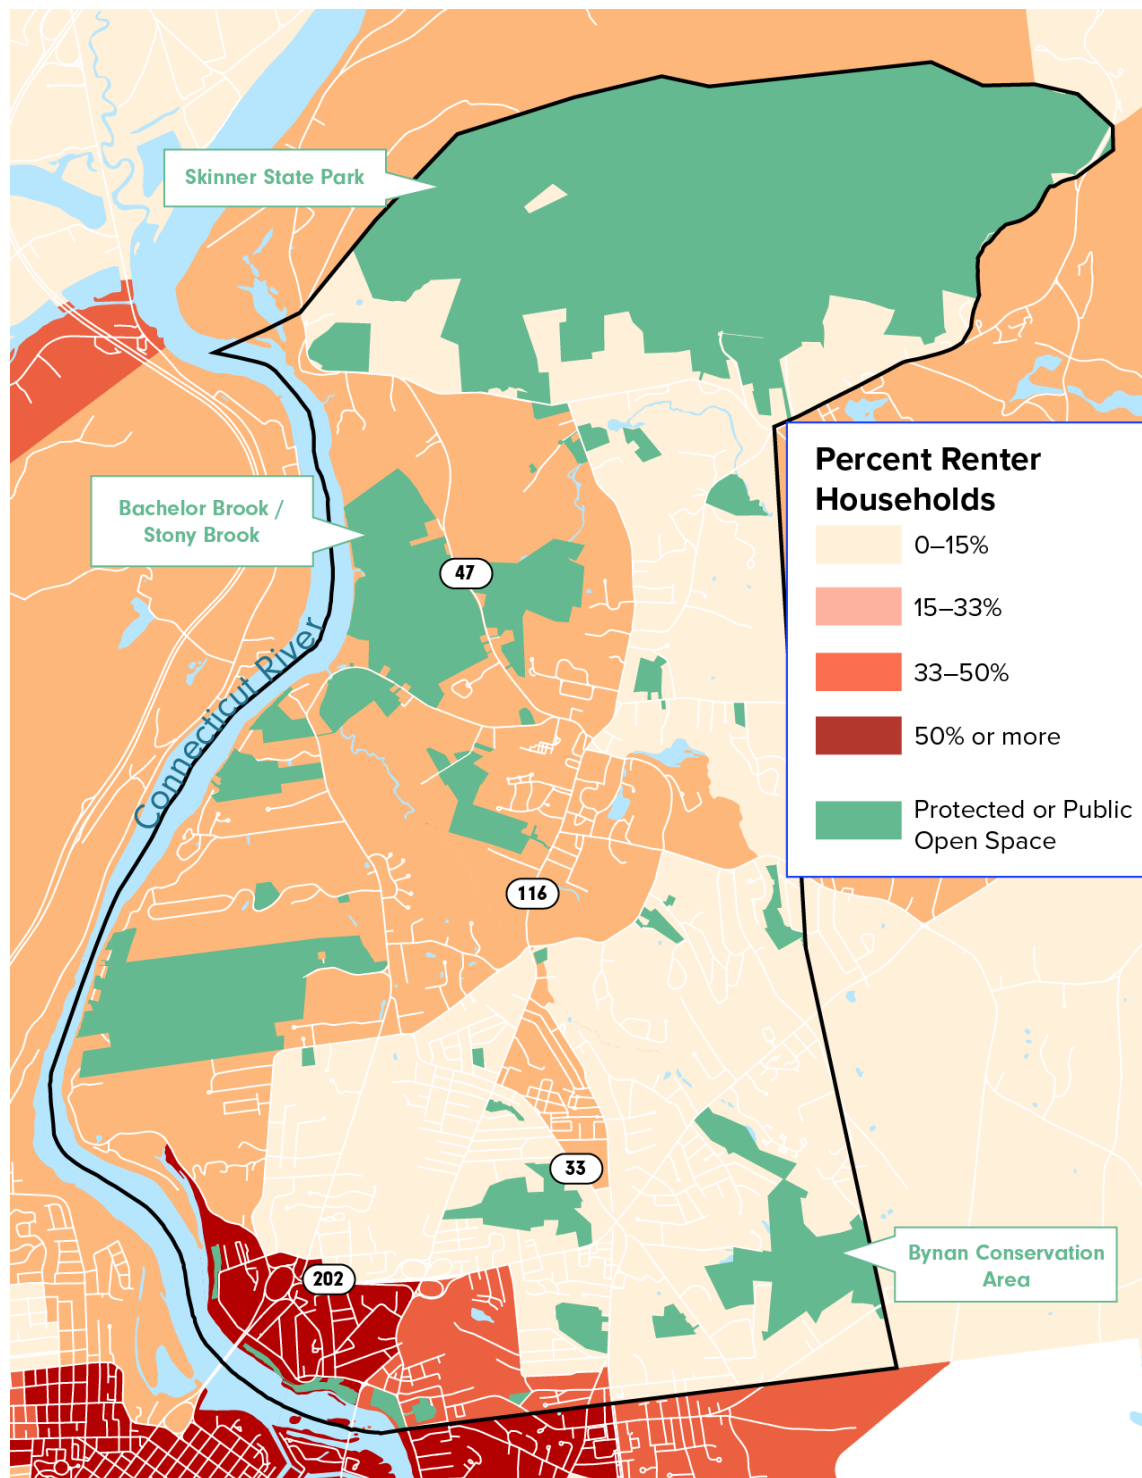 Skinner State Park
Bachelor Brook /
Stony Brook
47
Connecticut River
116
33
202
Bynan Conservation
Area
Percent Renter
Households
0–15%
15–33%
33–50%
50% or more
Protected or Public
Open Space